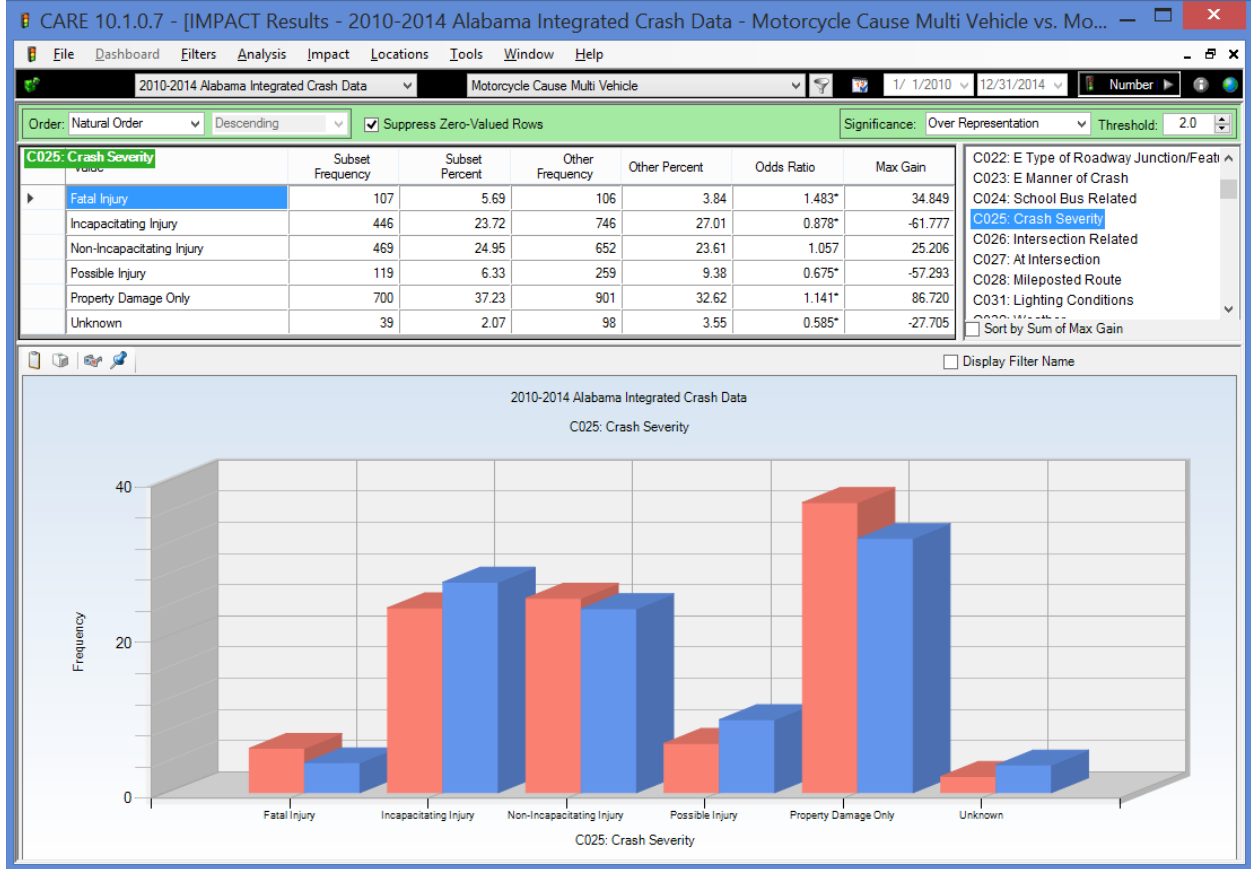 CARE 10.1.0.7 - [IMPACT Results - 2010-2014 Alabama Integrated Crash Data - Motorcycle Cause Multi Vehicle vs. Mo...
File Dashboard Filters Analysis Impact Locations Tools Window Help
2010-2014 Alabama Integrated Crash Data Motorcycle Cause Multi Vehicle 1/ 1/2010 12/31/2014 Number
Order: Natural Order Descending Suppress Zero-Valued Rows Significance: Over Representation Threshold: 2.0
C025: Crash Severity Subset Frequency Subset Percent Other Frequency Other Percent Odds Ratio Max Gain
Fatal Injury 107 5.69 106 3.84 1.483* 34.849
Incapacitating Injury 446 23.72 746 27.01 0.878* -61.777
Non-Incapacitating Injury 469 24.95 652 23.61 1.057 25.206
Possible Injury 119 6.33 259 9.38 0.675* -57.293
Property Damage Only 700 37.23 901 32.62 1.141* 86.720
Unknown 39 2.07 98 3.55 0.585* -27.705
C022: E Type of Roadway Junction/Feat
C023: E Manner of Crash
C024: School Bus Related
C025: Crash Severity
C026: Intersection Related
C027: At Intersection
C028: Mileposted Route
C031: Lighting Conditions
Sort by Sum of Max Gain
Display Filter Name
2010-2014 Alabama Integrated Crash Data
C025: Crash Severity
40
20
0
Frequency
Fatal Injury Incapacitating Injury Non-Incapacitating Injury Possible Injury Property Damage Only Unknown
C025: Crash Severity